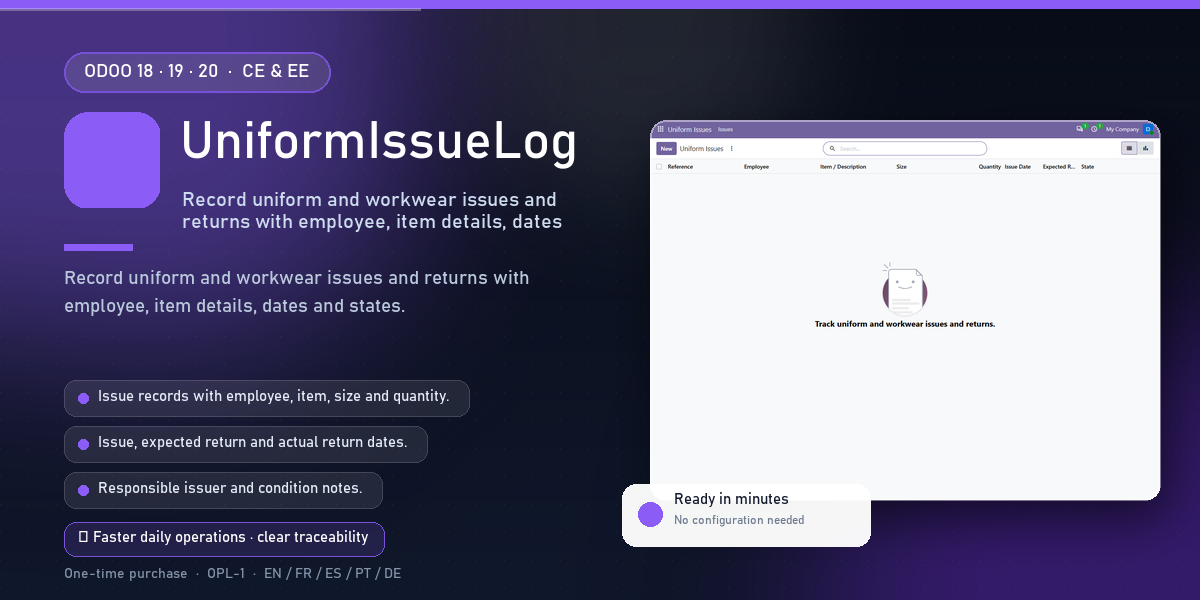 ODOO 18 · 19 · 20 · CE & EE
UniformIssueLog
Record uniform and workwear issues and
returns with employee, item details, dates
Record uniform and workwear issues and returns with
employee, item details, dates and states.
Issue records with employee, item, size and quantity.
Issue, expected return and actual return dates.
Responsible issuer and condition notes.
Faster daily operations · clear traceability
One-time purchase · OPL-1 · EN / FR / ES / PT / DE
Uniform Issues Issues My Company D
New Uniform Issues Search...
Reference Employee Item / Description Size Quantity Issue Date Expected R... State
Track uniform and workwear issues and returns.
Ready in minutes
No configuration needed